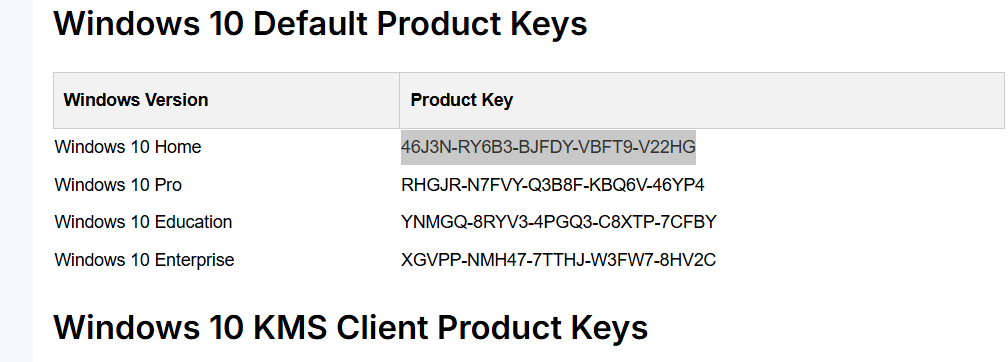 Windows 10 Default Product Keys
Windows Version Product Key
Windows 10 Home 46J3N-RY6B3-BJFDY-VBFT9-V22HG
Windows 10 Pro RHGJR-N7FVY-Q3B8F-KBQ6V-46YP4
Windows 10 Education YNMGQ-8RYV3-4PGQ3-C8XTP-7CFBY
Windows 10 Enterprise XGVPP-NMH47-7TTHJ-W3FW7-8HV2C
Windows 10 KMS Client Product Keys